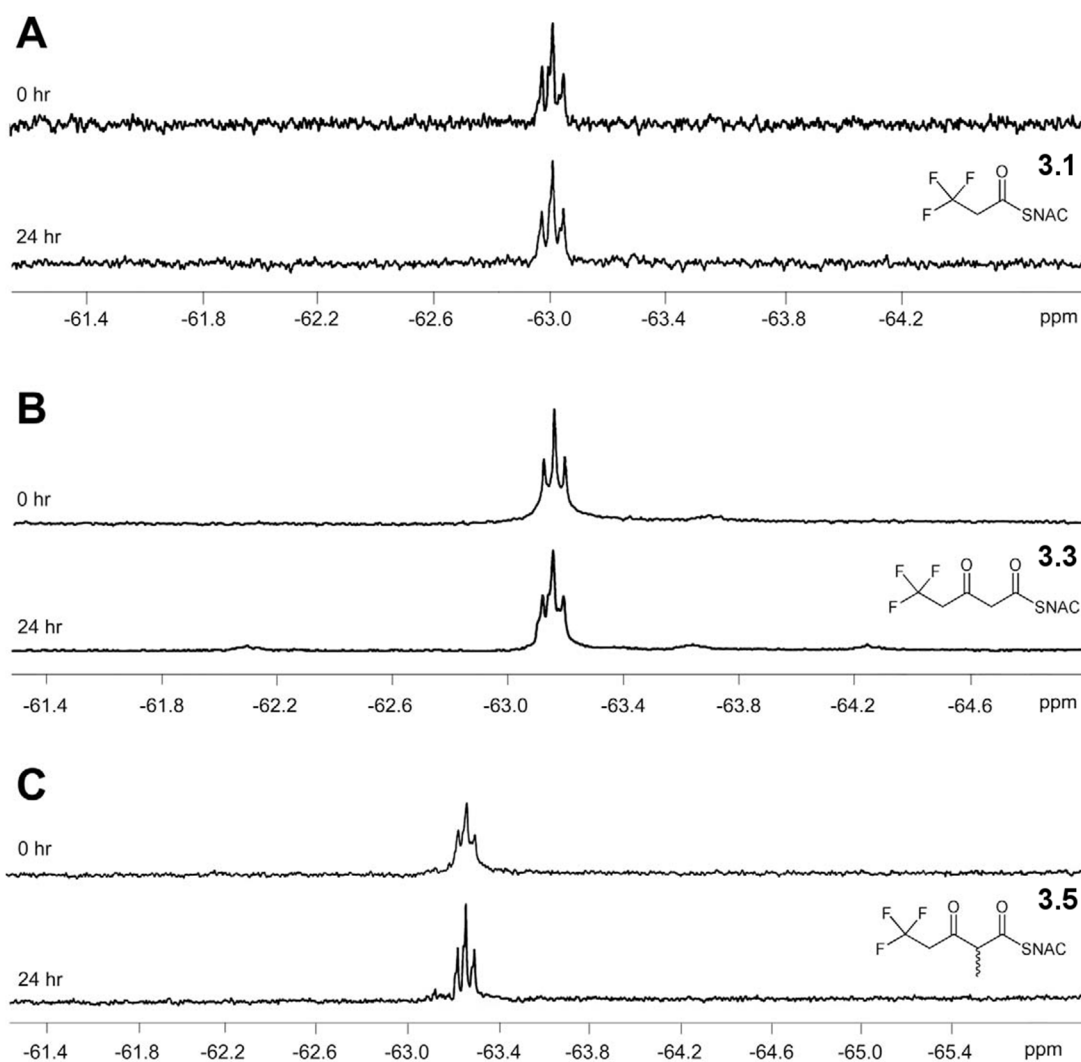 A
0 hr
3.1
F F O
F SNAC
24 hr
-61.4 -61.8 -62.2 -62.6 -63.0 -63.4 -63.8 -64.2 ppm
B
0 hr
3.3
F F O O
F SNAC
24 hr
-61.4 -61.8 -62.2 -62.6 -63.0 -63.4 -63.8 -64.2 -64.6 ppm
C
0 hr
3.5
F F O O
F SNAC
24 hr
-61.4 -61.8 -62.2 -62.6 -63.0 -63.4 -63.8 -64.2 -64.6 -65.0 -65.4 ppm